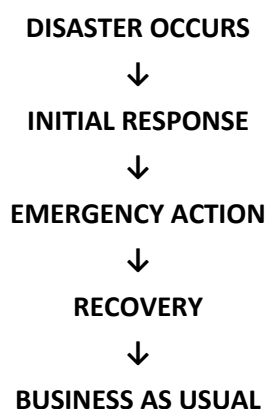 DISASTER OCCURS
↓
INITIAL RESPONSE
↓
EMERGENCY ACTION
↓
RECOVERY
↓
BUSINESS AS USUAL